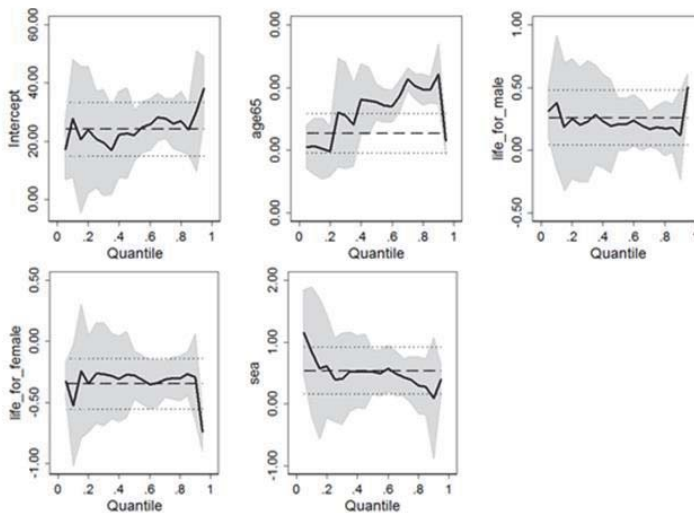 Intercept
60.00
40.00
20.00
0.00
0 .2 .4 .6 .8 1
Quantile
age65
0.00
0.00
0.00
0 .2 .4 .6 .8 1
Quantile
life_for_male
1.00
0.50
0.00
-0.50
0 .2 .4 .6 .8 1
Quantile
life_for_female
0.50
-0.00
-0.50
-1.00
0 .2 .4 .6 .8 1
Quantile
sea
2.00
1.00
0.00
-1.00
0 .2 .4 .6 .8 1
Quantile